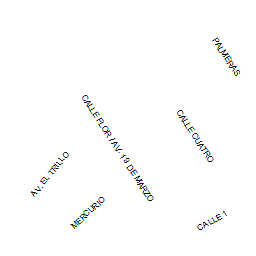 PALMERAS
CALLE FLOR / AV. 19 DE MARZO
CALLE CUATRO
AV. EL TRILLO
MERCURIO
CALLE 1